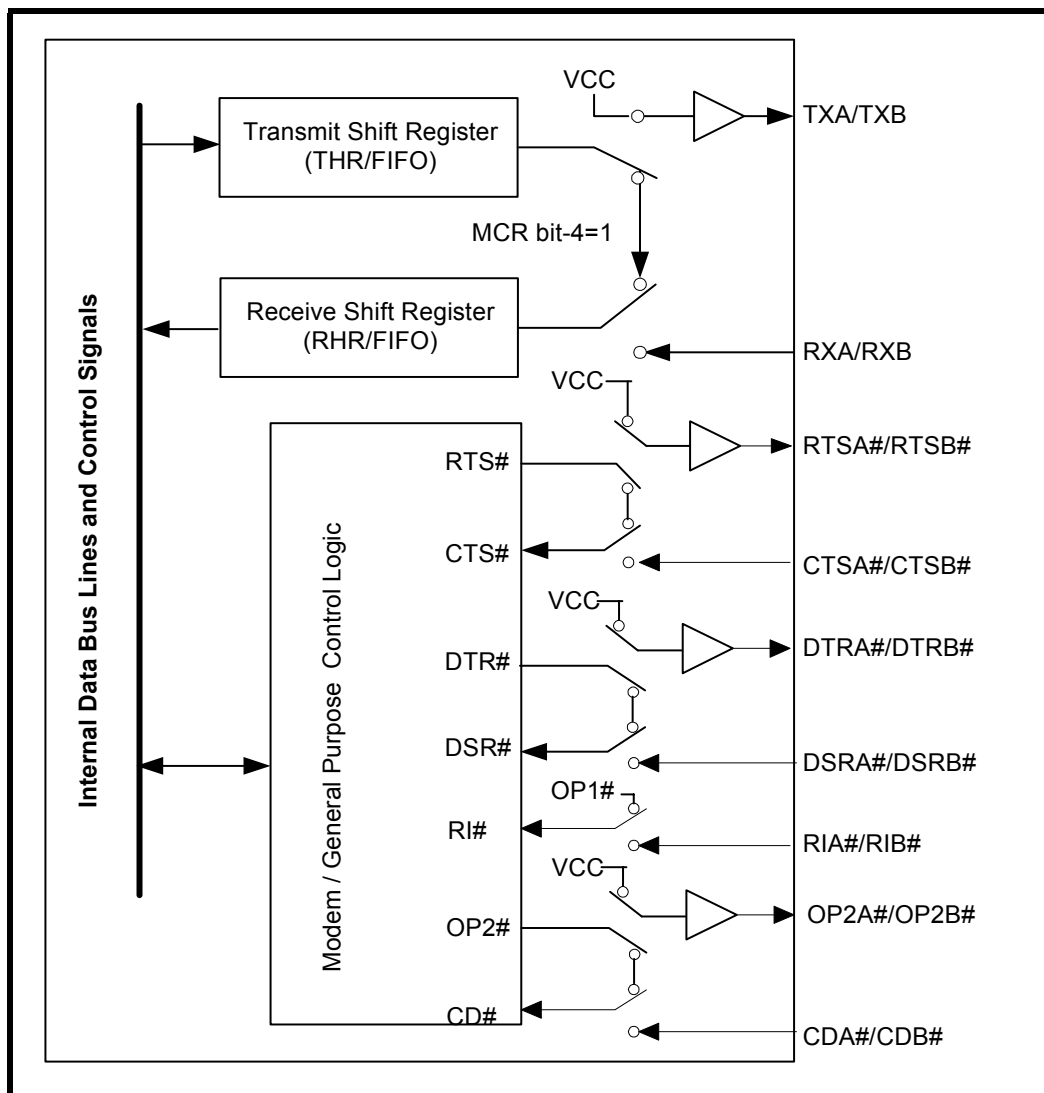 VCC
TXA/TXB
Transmit Shift Register
(THR/FIFO)
MCR bit-4=1
Receive Shift Register
(RHR/FIFO)
RXA/RXB
Internal Data Bus Lines and Control Signals
VCC
RTSA#/RTSB#
RTS#
CTS#
CTSA#/CTSB#
Modem / General Purpose Control Logic
VCC
DTRA#/DTRB#
DTR#
DSR#
DSRA#/DSRB#
OP1#
RI#
RIA#/RIB#
VCC
OP2A#/OP2B#
OP2#
CD#
CDA#/CDB#